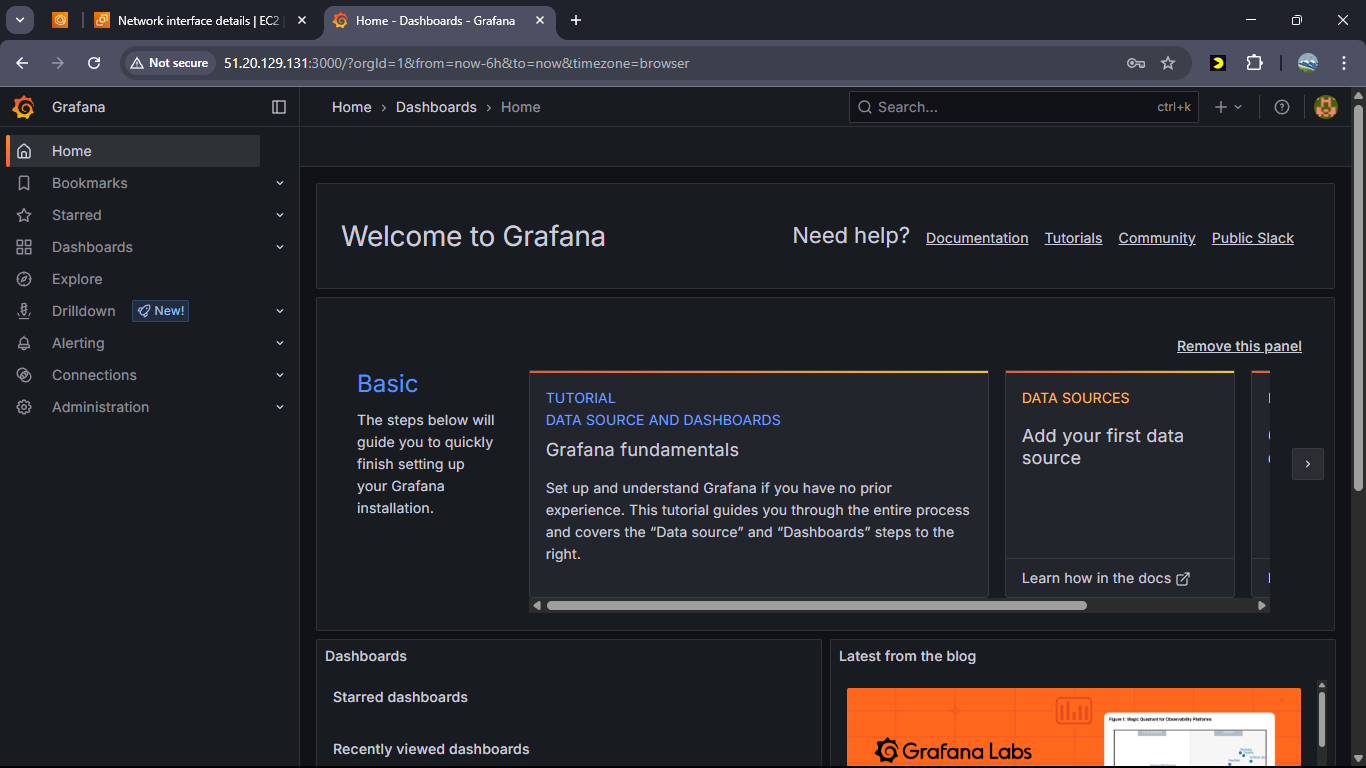 Network interface details | EC2
Home - Dashboards - Grafana
Not secure
51.20.129.131:3000/?orgId=1&from=now-6h&to=now&timezone=browser
Grafana
Home › Dashboards › Home
Search...
ctrl+k
Home
Bookmarks
Starred
Dashboards
Explore
Drilldown
New!
Alerting
Connections
Administration
Welcome to Grafana
Need help?
Documentation
Tutorials
Community
Public Slack
Remove this panel
Basic
The steps below will
guide you to quickly
finish setting up
your Grafana
installation.
TUTORIAL
DATA SOURCE AND DASHBOARDS
Grafana fundamentals
Set up and understand Grafana if you have no prior
experience. This tutorial guides you through the entire process
and covers the “Data source” and “Dashboards” steps to the
right.
DATA SOURCES
Add your first data
source
Learn how in the docs
Dashboards
Starred dashboards
Recently viewed dashboards
Latest from the blog
Grafana Labs
Figure 1: Magic Quadrant for Observability Platforms